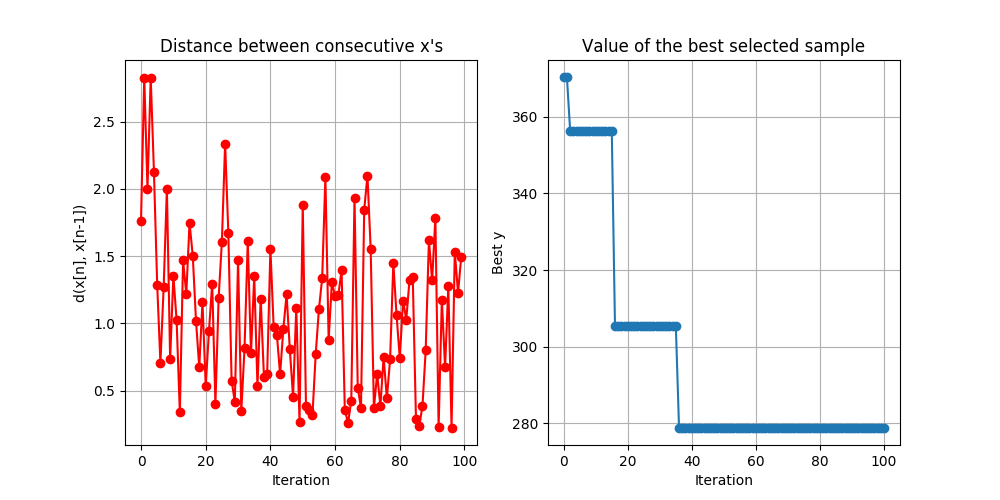 Distance between consecutive x's
d(x[n], x[n-1])
2.5
2.0
1.5
1.0
0.5
0 20 40 60 80 100
Iteration
Value of the best selected sample
Best y
360
340
320
300
280
0 20 40 60 80 100
Iteration